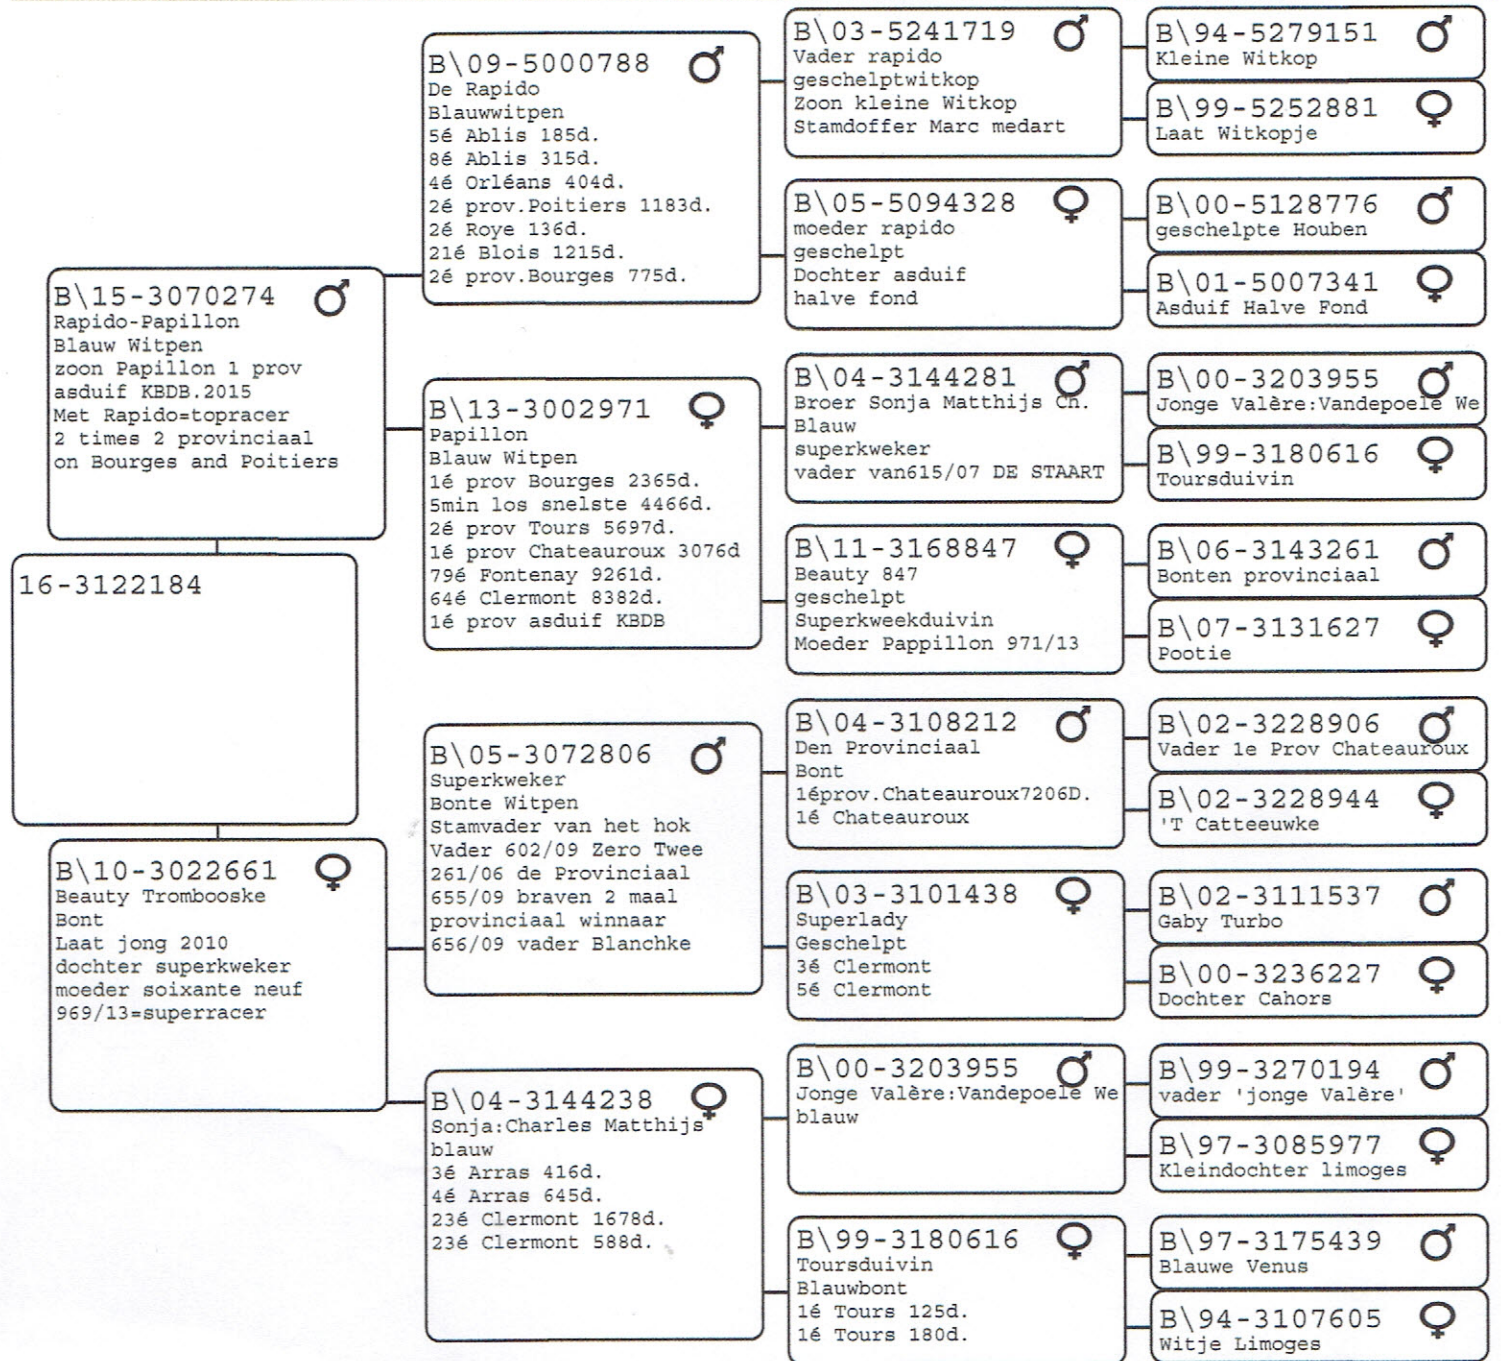 16-3122184
B\15-3070274
Rapido-Papillon
Blauw Witpen
zoon Papillon 1 prov
asduif KBDB.2015
Met Rapido=topracer
2 times 2 provinciaal
on Bourges and Poitiers
B\10-3022661
Beauty Trombooske
Bont
Laat jong 2010
dochter superkweker
moeder soixante neuf
969/13=superracer
B\09-5000788
De Rapido
Blauwwitpen
5é Ablis 185d.
8é Ablis 315d.
4é Orléans 404d.
2é prov.Poitiers 1183d.
2é Roye 136d.
21é Blois 1215d.
2é prov.Bourges 775d.
B\13-3002971
Papillon
Blauw Witpen
1é prov Bourges 2365d.
5min los snelste 4466d.
2é prov Tours 5697d.
1é prov Chateauroux 3076d
79é Fontenay 9261d.
64é Clermont 8382d.
1é prov asduif KBDB
B\05-3072806
Superkweker
Bonte Witpen
Stamvader van het hok
Vader 602/09 Zero Twee
261/06 de Provinciaal
655/09 braven 2 maal
provinciaal winnaar
656/09 vader Blanchke
B\04-3144238
Sonja:Charles Matthijs
blauw
3é Arras 416d.
4é Arras 645d.
23é Clermont 1678d.
23é Clermont 588d.
B\03-5241719
Vader rapido
geschelptwitkop
Zoon kleine Witkop
Stamdoffer Marc medart
B\05-5094328
moeder rapido
geschelpt
Dochter asduif
halve fond
B\04-3144281
Broer Sonja Matthijs Ch.
Blauw
superkweker
vader van615/07 DE STAART
B\11-3168847
Beauty 847
geschelpt
Superkweekduivin
Moeder Pappillon 971/13
B\04-3108212
Den Provinciaal
Bont
1éprov.Chateauroux7206D.
1é Chateauroux
B\03-3101438
Superlady
Geschelpt
3é Clermont
5é Clermont
B\00-3203955
Jonge Valère:Vandepoele We
blauw
B\99-3180616
Toursduivin
Blauwbont
1é Tours 125d.
1é Tours 180d.
B\94-5279151
Kleine Witkop
B\99-5252881
Laat Witkopje
B\00-5128776
geschelpte Houben
B\01-5007341
Asduif Halve Fond
B\00-3203955
Jonge Valère:Vandepoele We
B\99-3180616
Toursduivin
B\06-3143261
Bonten provinciaal
B\07-3131627
Pootie
B\02-3228906
Vader 1e Prov Chateauroux
B\02-3228944
'T Catteeuwke
B\02-3111537
Gaby Turbo
B\00-3236227
Dochter Cahors
B\99-3270194
vader 'jonge Valère'
B\97-3085977
Kleindochter limoges
B\97-3175439
Blauwe Venus
B\94-3107605
Witje Limoges